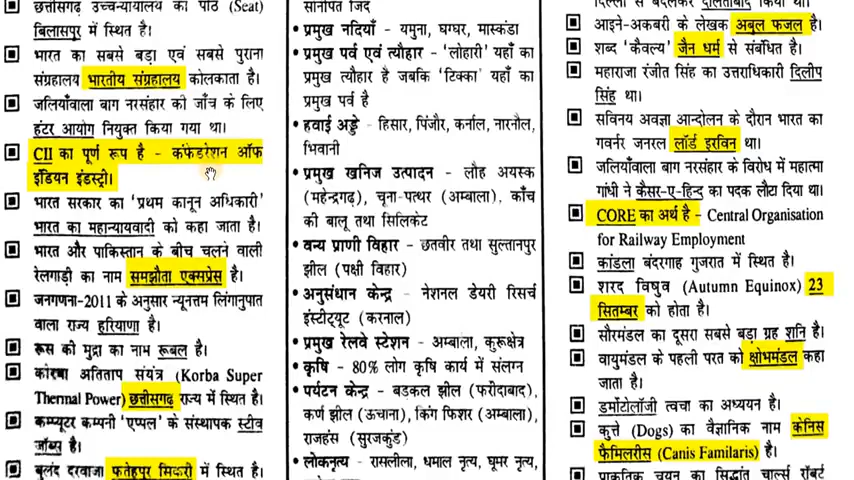 छत्तीसगढ़ उच्चन्यायालय का पीठ (Seat)
बिलासपुर में स्थित है।
भारत का सबसे बड़ा एवं सबसे पुराना
संग्रहालय भारतीय संग्रहालय कोलकाता है।
जलियाँवाला बाग नरसंहार की जाँच के लिए
हंटर आयोग नियुक्त किया गया था।
CII का पूर्ण रूप है - कंफेडरेशन ऑफ
इंडियन इंडस्ट्री।
भारत सरकार का 'प्रथम कानून अधिकारी'
भारत का महान्यायवादी को कहा जाता है।
भारत और पाकिस्तान के बीच चलने वाली
रेलगाड़ी का नाम समझौता एक्सप्रेस है।
जनगणना-2011 के अनुसार न्यूनतम लिंगानुपात
वाला राज्य हरियाणा है।
रूस की मुद्रा का नाम रूबल है।
कोरबा अतिताप संयंत्र (Korba Super
Thermal Power) छत्तीसगढ़ राज्य में स्थित है।
कम्प्यूटर कम्पनी 'एप्पल' के संस्थापक स्टीव
जॉब्स है।
बुलंद दरवाजा फतेहपुर सिकरी में स्थित है।
• प्रमुख नदियाँ - यमुना, घग्घर, मास्कंडा
• प्रमुख पर्व एवं त्यौहार - 'लोहारी' यहाँ का
प्रमुख त्यौहार है जबकि 'टिक्का' यहाँ का
प्रमुख पर्व है
• हवाई अड्डे - हिसार, पिंजौर, कर्नाल, नारनौल,
भिवानी
• प्रमुख खनिज उत्पादन - लौह अयस्क
(महेन्द्रगढ़), चूना-पत्थर (अम्बाला), काँच
की बालू तथा सिलिकेट
• वन्य प्राणी विहार - छतवीर तथा सुल्तानपुर
झील (पक्षी विहार)
• अनुसंधान केन्द्र - नेशनल डेयरी रिसर्च
इंस्टीट्यूट (करनाल)
• प्रमुख रेलवे स्टेशन - अम्बाला, कुरूक्षेत्र
• कृषि - 80% लोग कृषि कार्य में संलग्न
• पर्यटन केन्द्र - बड़कल झील (फरीदाबाद),
कर्ण झील (ऊचाना), किंग फिशर (अम्बाला),
राजहंस (सुरजकुंड)
• लोकनृत्य - रासलीला, धमाल नृत्य, घूमर नृत्य,
आइने-अकबरी के लेखक अबुल फजल है।
शब्द 'कैवल्य' जैन धर्म से संबंधित है।
महाराजा रंजीत सिंह का उत्तराधिकारी दिलीप
सिंह था।
सविनय अवज्ञा आन्दोलन के दौरान भारत का
गवर्नर जनरल लॉर्ड इरविन था।
जलियाँवाला बाग नरसंहार के विरोध में महात्मा
गांधी ने कैसर-ए-हिन्द का पदक लौटा दिया था।
CORE का अर्थ है - Central Organisation
for Railway Employment
कांडला बंदरगाह गुजरात में स्थित है।
शरद विषुव (Autumn Equinox) 23
सितम्बर को होता है।
सौरमंडल का दूसरा सबसे बड़ा ग्रह शनि है।
वायुमंडल के पहली परत को क्षोभमंडल कहा
जाता है।
डर्मोटोलॉजी त्वचा का अध्ययन है।
कुत्ते (Dogs) का वैज्ञानिक नाम केनिस
फैमिलरीस (Canis Familaris) है।
प्राकृतिक चयन का सिद्धांत चार्ल्स रॉबर्ट